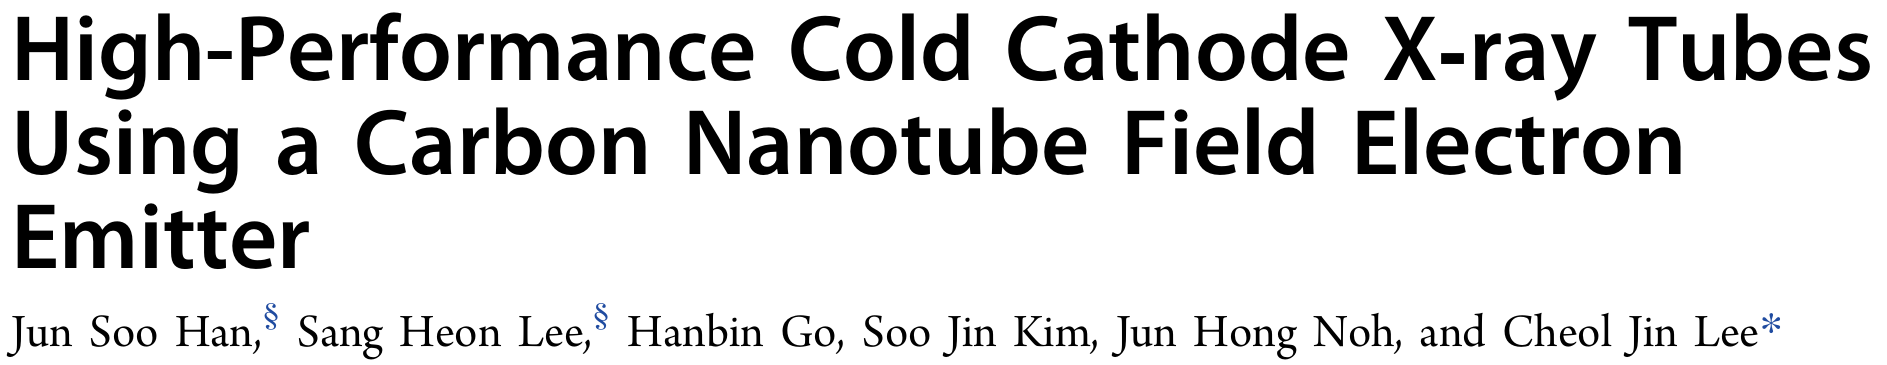 High-Performance Cold Cathode X-ray Tubes
Using a Carbon Nanotube Field Electron
Emitter
Jun Soo Han,§ Sang Heon Lee,§ Hanbin Go, Soo Jin Kim, Jun Hong Noh, and Cheol Jin Lee*